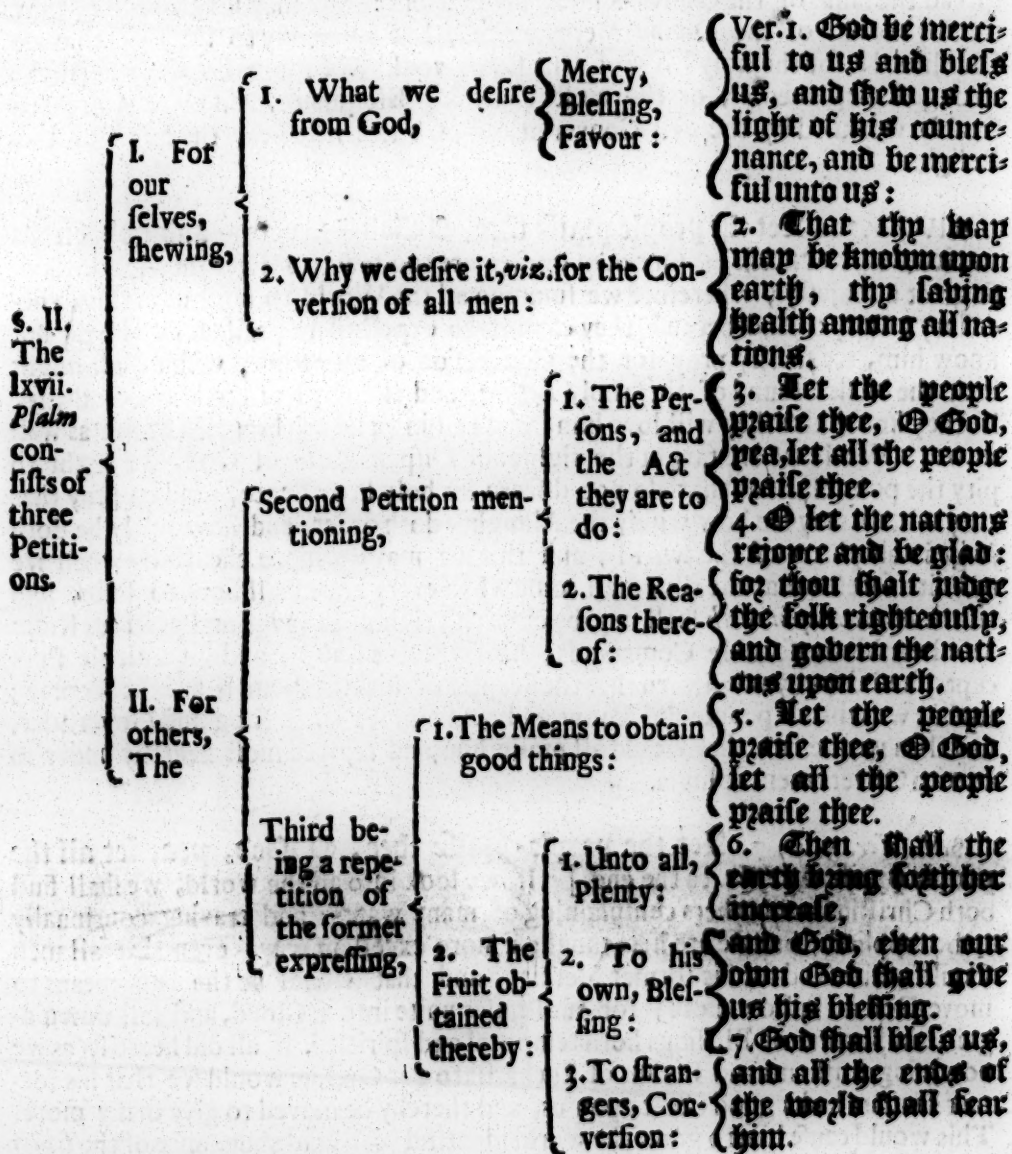 §. II.
The
lxvii.
Pſalm
con-
ſiſts of
three
Petiti-
ons.
I. For
our
ſelves,
ſhewing,
1. What we deſire
from God,
Mercy,
Bleſſing,
Favour :
Ver.1. God be merci-
ful to us and bleſs
us, and ſhew us the
light of his counte-
nance, and be merci-
ful unto us :
2. Why we deſire it, viz. for the Con-
verſion of all men :
2. That thy way
may be known upon
earth, thy ſaving
health among all na-
tions.
II. For
others,
The
Second Petition men-
tioning,
1. The Per-
ſons, and
the Act
they are to
do :
3. Let the people
praiſe thee, O God,
yea, let all the people
praiſe thee.
4. O let the nations
rejoyce and be glad :
2. The Rea-
ſons there-
of :
for thou ſhalt judge
the folk righteouſly,
and govern the nati-
ons upon earth.
Third be-
ing a repe-
tition of
the former
expreſſing,
1. The Means to obtain
good things :
5. Let the people
praiſe thee, O God,
let all the people
praiſe thee.
2. The
Fruit ob-
tained
thereby :
1. Unto all,
Plenty :
6. Then ſhall the
earth bring forth her
increaſe,
2. To his
own, Bleſ-
ſing :
and God, even our
own God ſhall give
us his bleſſing.
7. God ſhall bleſs us,
3. To ſtran-
gers, Con-
verſion :
and all the ends of
the world ſhall fear
him.